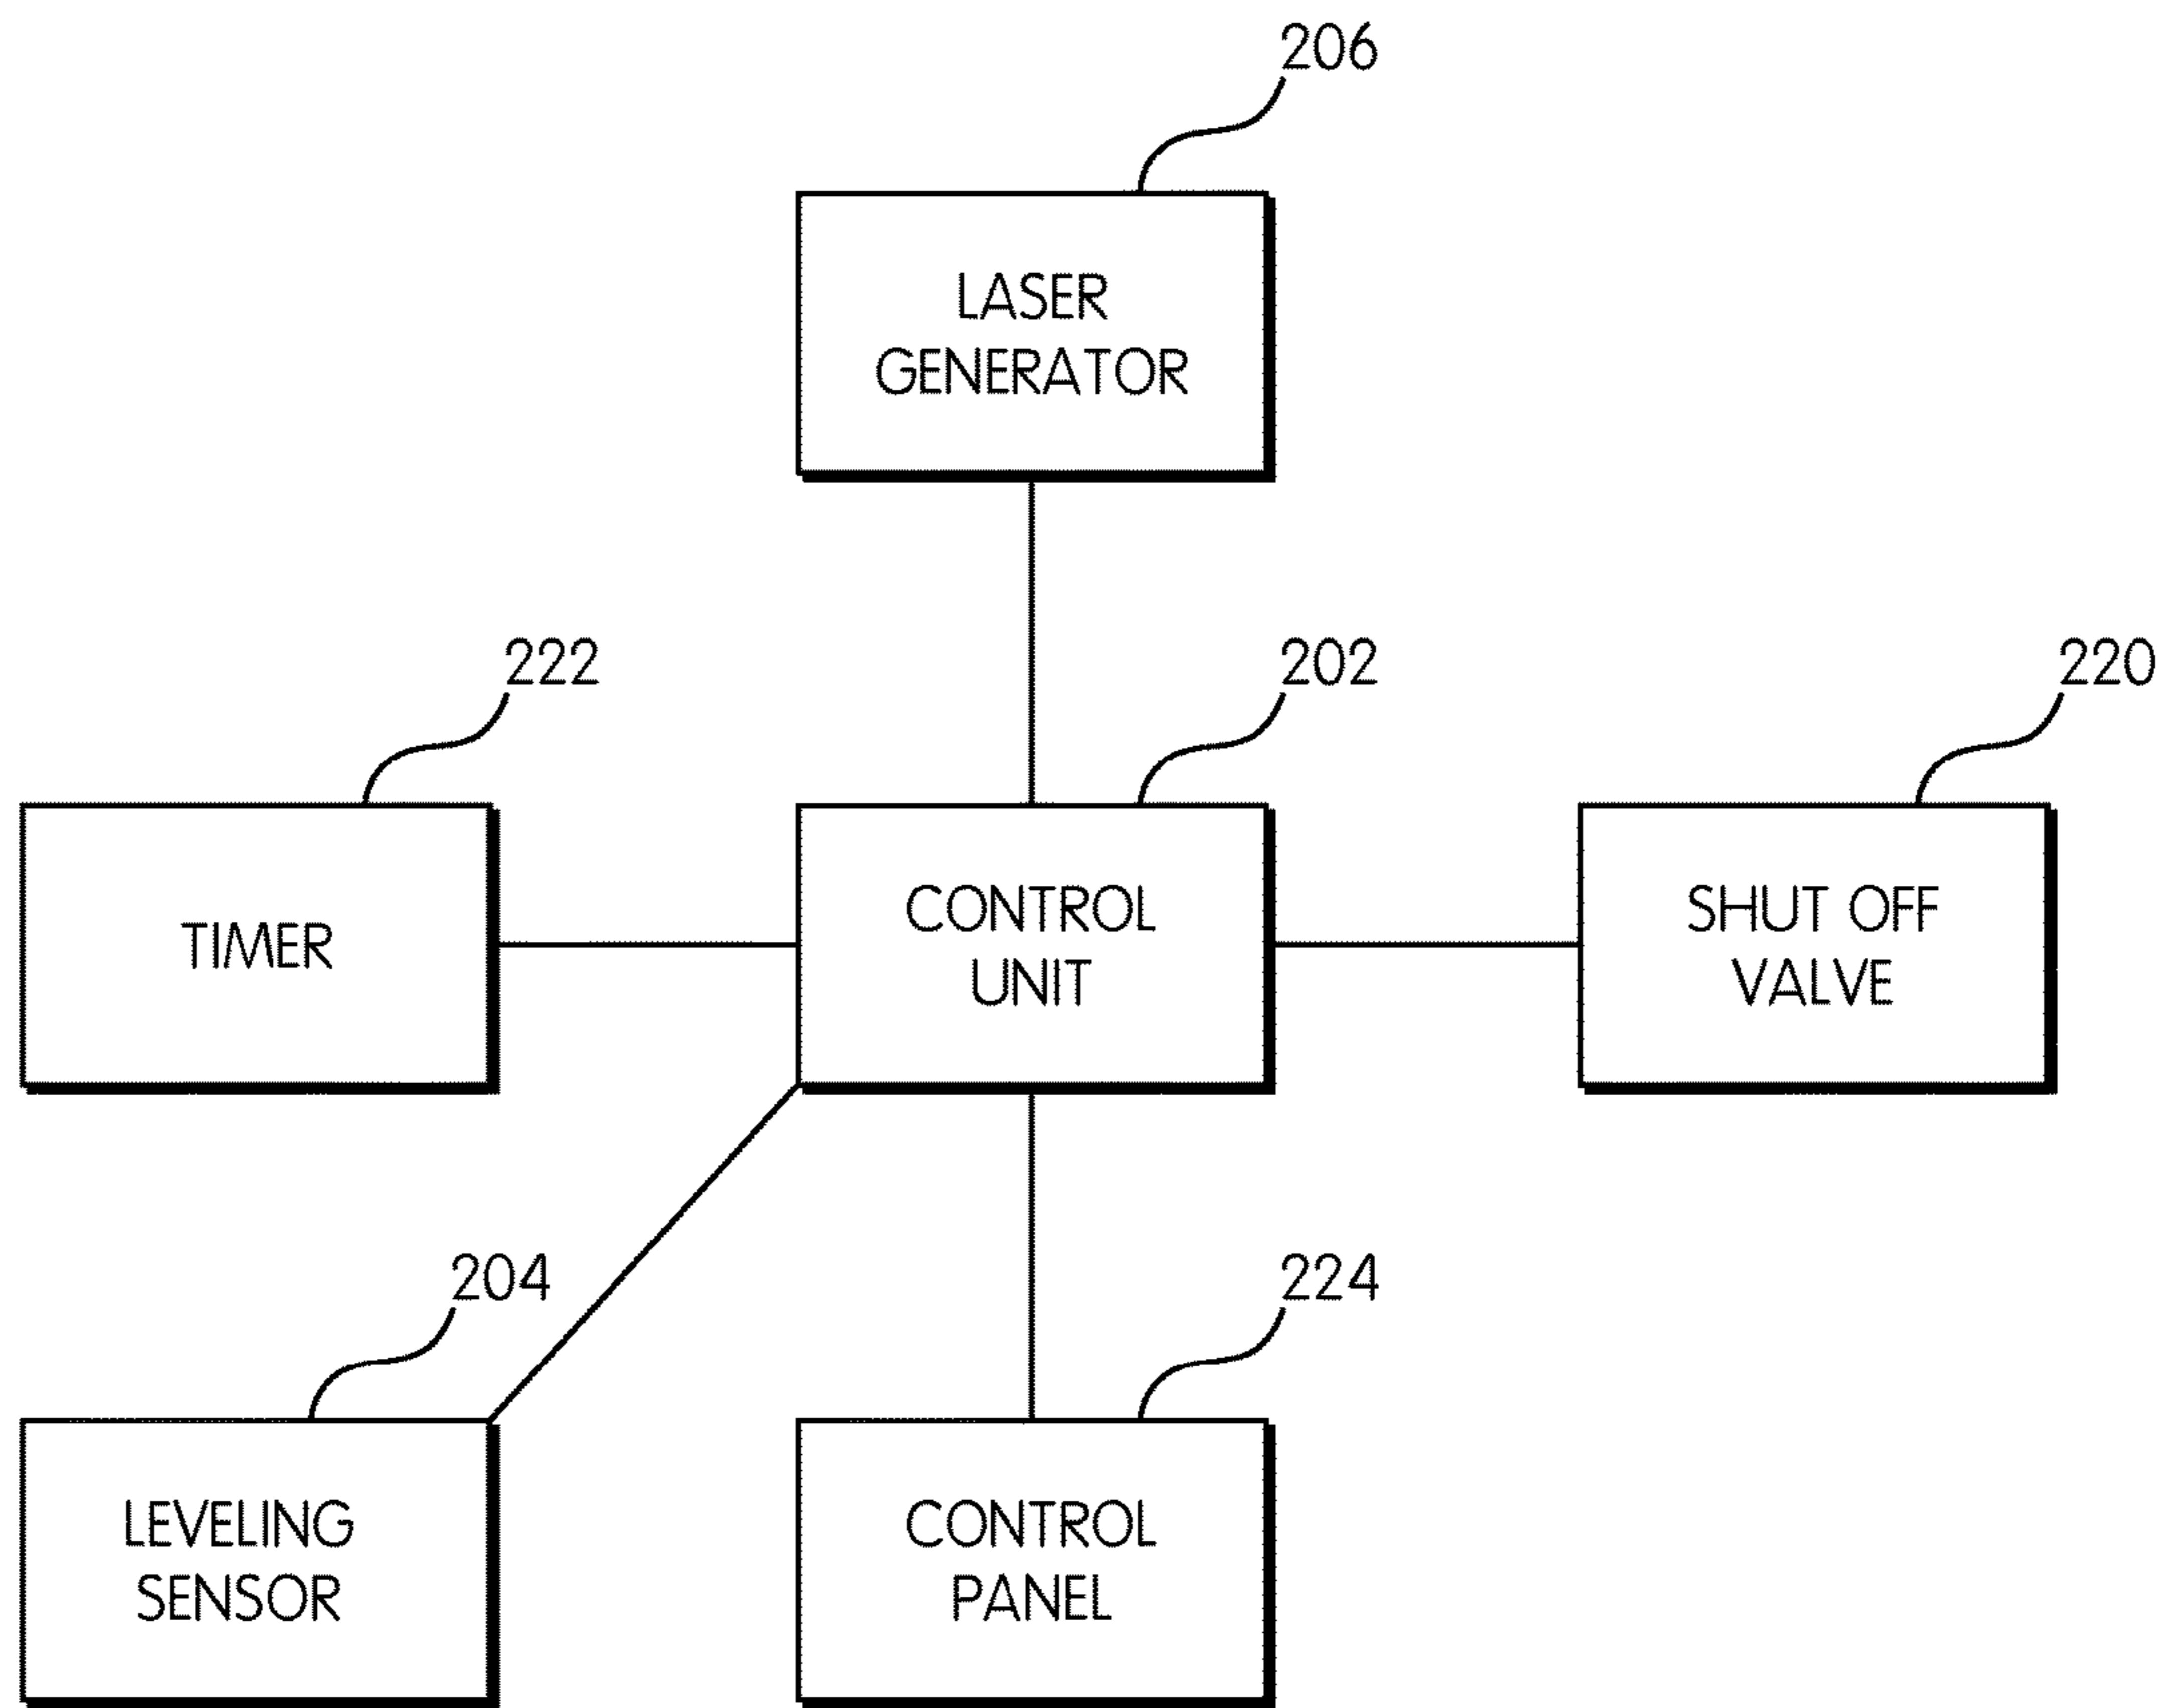 206
LASER
GENERATOR
222
202
220
TIMER
CONTROL
UNIT
SHUT OFF
VALVE
204
224
LEVELING
SENSOR
CONTROL
PANEL